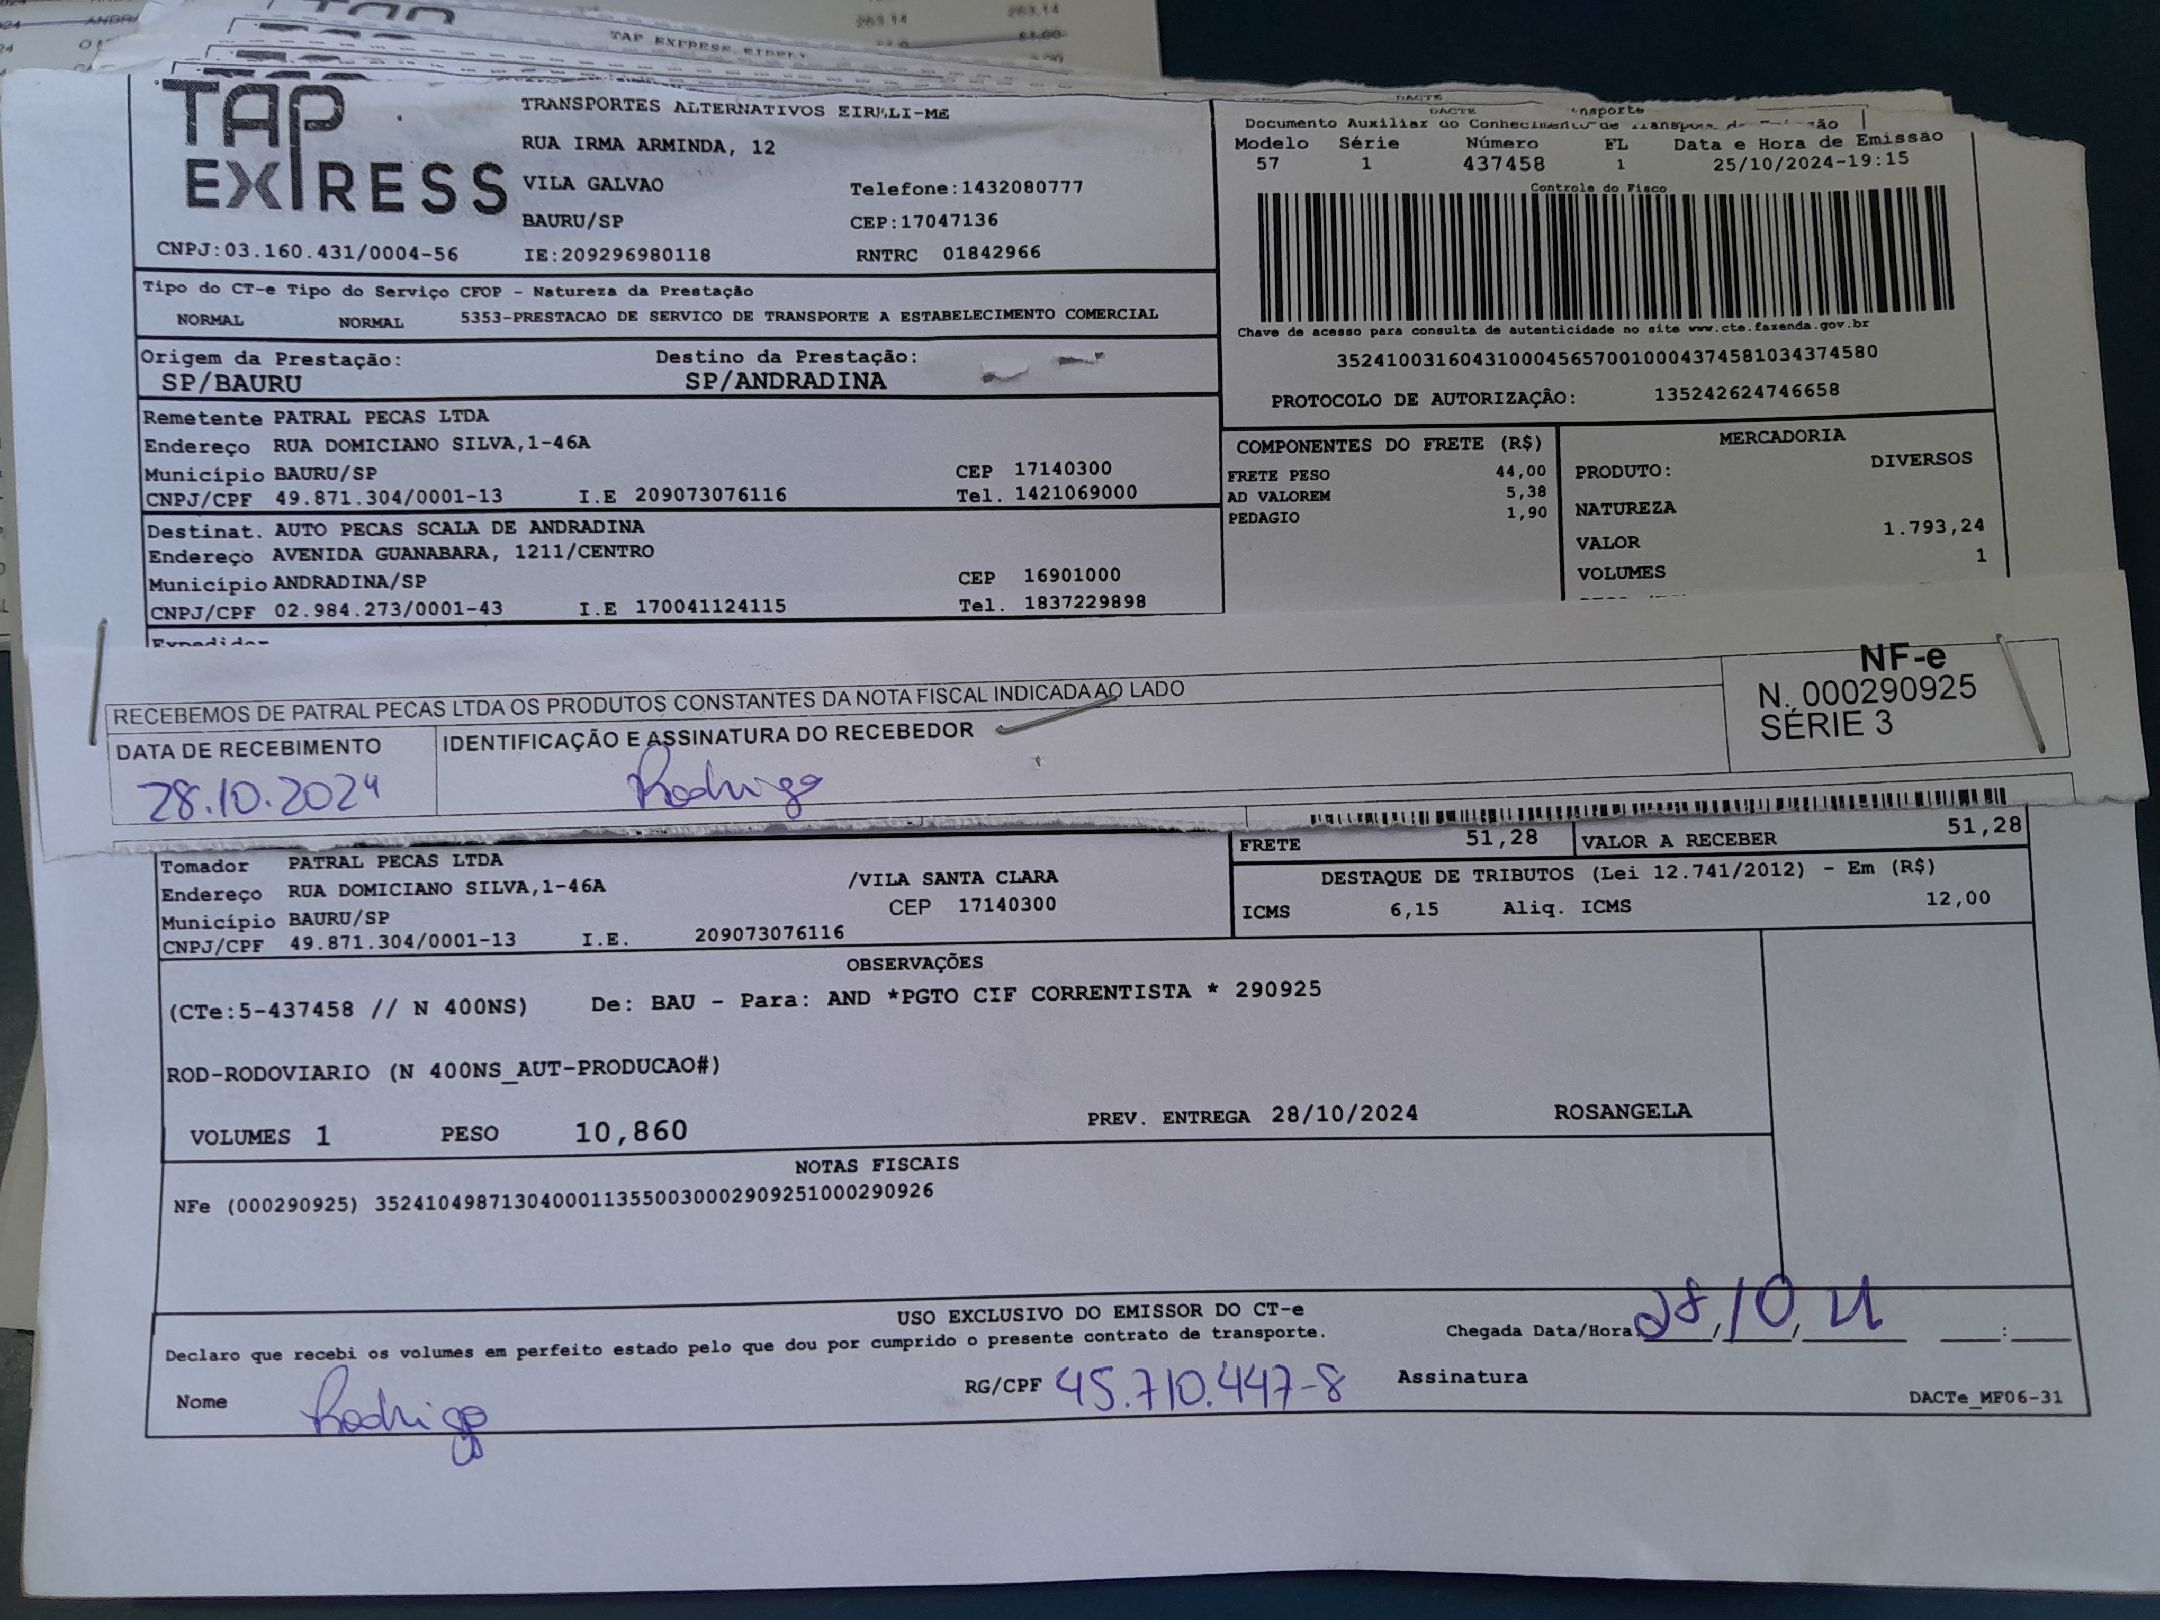 TAP EXPRESS EIRELI
263,14
263,14
TAP
EXPRESS
TRANSPORTES ALTERNATIVOS EIRELI-ME
RUA IRMA ARMINDA, 12
VILA GALVAO Telefone:1432080777
BAURU/SP CEP:17047136
CNPJ:03.160.431/0004-56 IE:209296980118 RNTRC 01842966
DACTE
DACTE
Documento Auxiliar do Conhecimento de Transporte
Modelo Série Número FL Data e Hora de Emissão
57 1 437458 1 25/10/2024-19:15
Controle do Fisco
Chave de acesso para consulta de autenticidade no site www.cte.fazenda.gov.br
35241003160431000456570010004374581034374580
PROTOCOLO DE AUTORIZAÇÃO: 135242624746658
Tipo do CT-e Tipo do Serviço CFOP - Natureza da Prestação
NORMAL NORMAL 5353-PRESTACAO DE SERVICO DE TRANSPORTE A ESTABELECIMENTO COMERCIAL
Origem da Prestação: Destino da Prestação:
SP/BAURU SP/ANDRADINA
Remetente PATRAL PECAS LTDA
Endereço RUA DOMICIANO SILVA,1-46A
Município BAURU/SP CEP 17140300
CNPJ/CPF 49.871.304/0001-13 I.E 209073076116 Tel. 1421069000
Destinat. AUTO PECAS SCALA DE ANDRADINA
Endereço AVENIDA GUANABARA, 1211/CENTRO
Município ANDRADINA/SP CEP 16901000
CNPJ/CPF 02.984.273/0001-43 I.E 170041124115 Tel. 1837229898
Expedidor
COMPONENTES DO FRETE (R$)
FRETE PESO 44,00
AD VALOREM 5,38
PEDAGIO 1,90
MERCADORIA
PRODUTO: DIVERSOS
NATUREZA
VALOR 1.793,24
VOLUMES 1
RECEBEMOS DE PATRAL PECAS LTDA OS PRODUTOS CONSTANTES DA NOTA FISCAL INDICADA AO LADO
DATA DE RECEBIMENTO IDENTIFICAÇÃO E ASSINATURA DO RECEBEDOR
28.10.2024 Rodrigo
NF-e
N. 000290925
SÉRIE 3
FRETE 51,28 VALOR A RECEBER 51,28
Tomador PATRAL PECAS LTDA
Endereço RUA DOMICIANO SILVA,1-46A /VILA SANTA CLARA
Município BAURU/SP CEP 17140300
CNPJ/CPF 49.871.304/0001-13 I.E. 209073076116
DESTAQUE DE TRIBUTOS (Lei 12.741/2012) - Em (R$)
ICMS 6,15 Aliq. ICMS 12,00
OBSERVAÇÕES
(CTe:5-437458 // N 400NS) De: BAU - Para: AND *PGTO CIF CORRENTISTA * 290925
ROD-RODOVIARIO (N 400NS_AUT-PRODUCAO#)
VOLUMES 1 PESO 10,860 PREV. ENTREGA 28/10/2024 ROSANGELA
NOTAS FISCAIS
NFe (000290925) 35241049871304000113550030002909251000290926
USO EXCLUSIVO DO EMISSOR DO CT-e
Declaro que recebi os volumes em perfeito estado pelo que dou por cumprido o presente contrato de transporte. Chegada Data/Hora: 28/10/24 :
Nome Rodrigo RG/CPF 45.710.447-8 Assinatura
DACTe_MF06-31